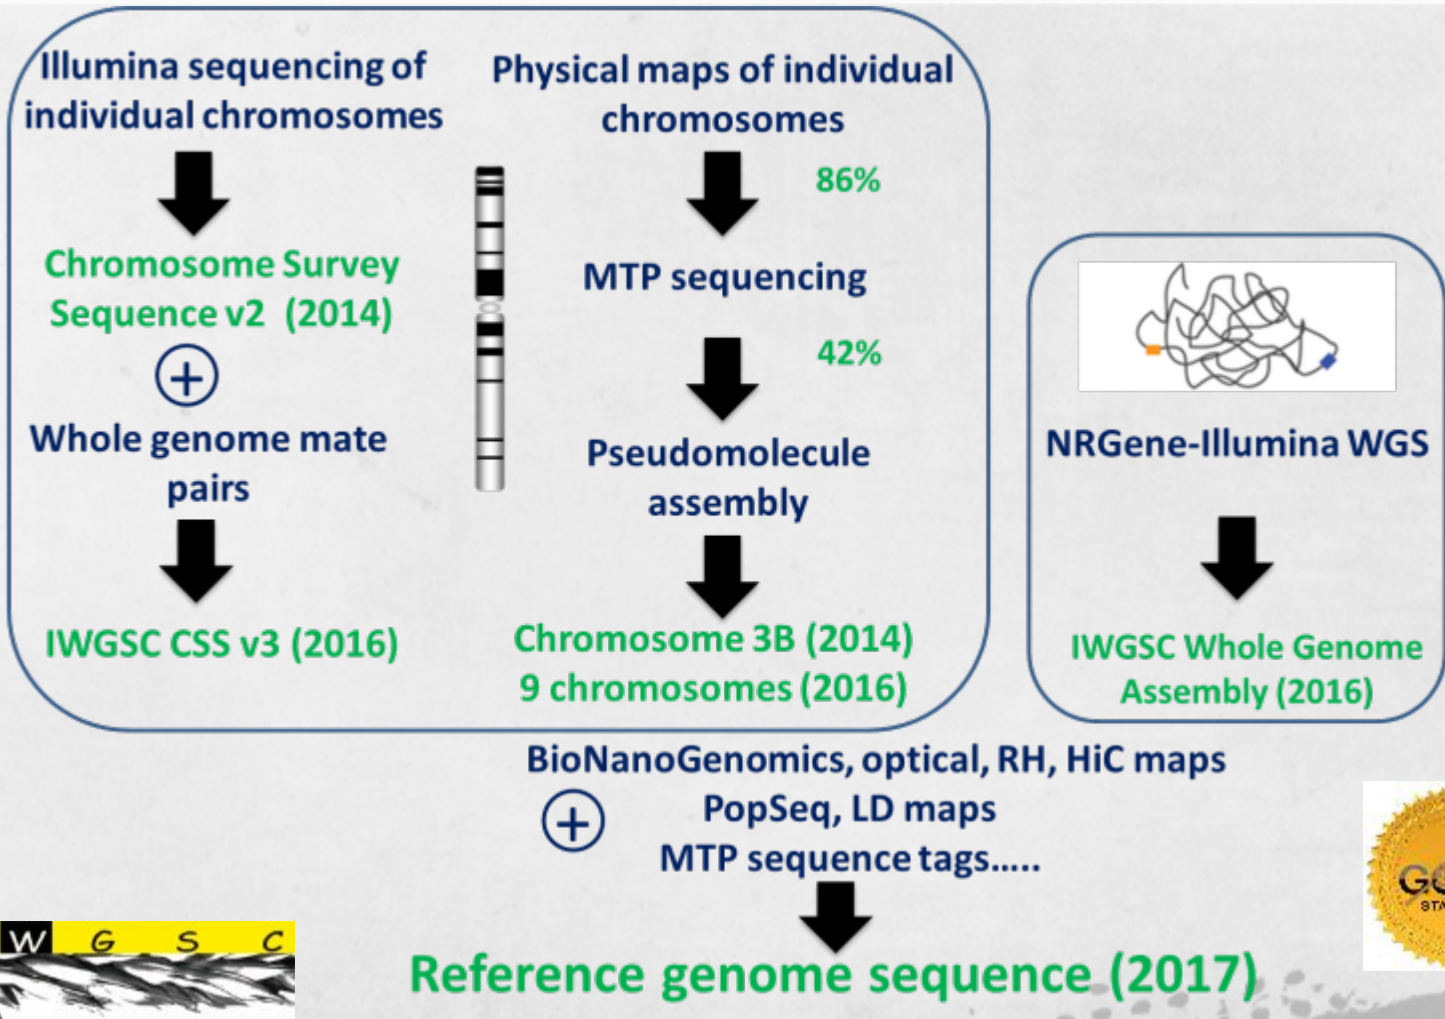 Illumina sequencing of
individual chromosomes
Chromosome Survey
Sequence v2 (2014)
+
Whole genome mate
pairs
IWGSC CSS v3 (2016)
Physical maps of individual
chromosomes
86%
MTP sequencing
42%
Pseudomolecule
assembly
Chromosome 3B (2014)
9 chromosomes (2016)
NRGene-Illumina WGS
IWGSC Whole Genome
Assembly (2016)
BioNanoGenomics, optical, RH, HiC maps
+
PopSeq, LD maps
MTP sequence tags.....
Reference genome sequence (2017)
W G S C